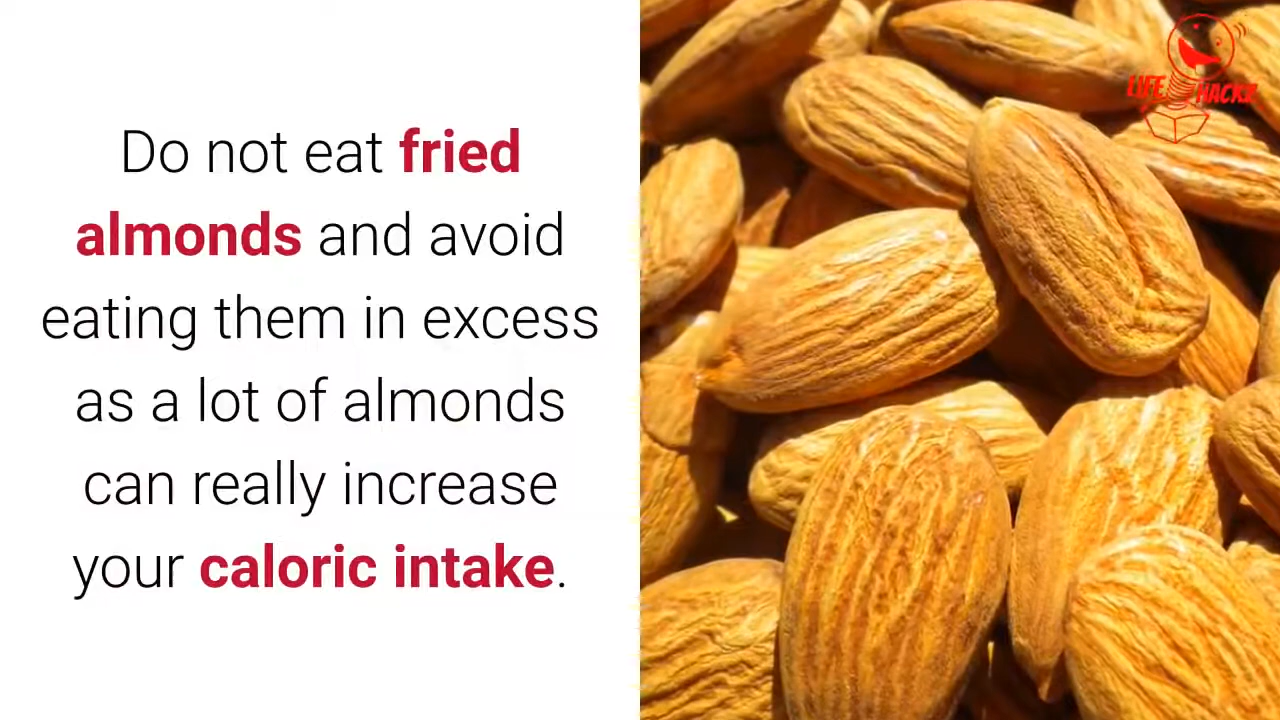 Do not eat fried
almonds and avoid
eating them in excess
as a lot of almonds
can really increase
your caloric intake.
LIFE HACKZ